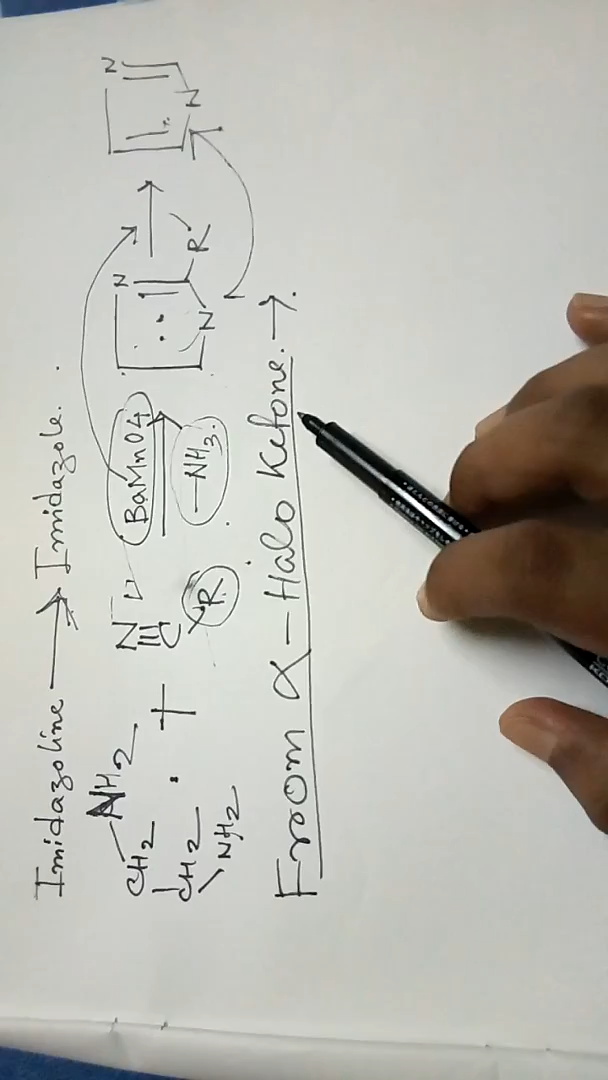 Imidazoline → Imidazole.
CH2 NH2
CH2 NH2
+
N
C
R
BaMnO4
-NH3.
N
N
R
→
N
N
From α-Halo Ketone. →.